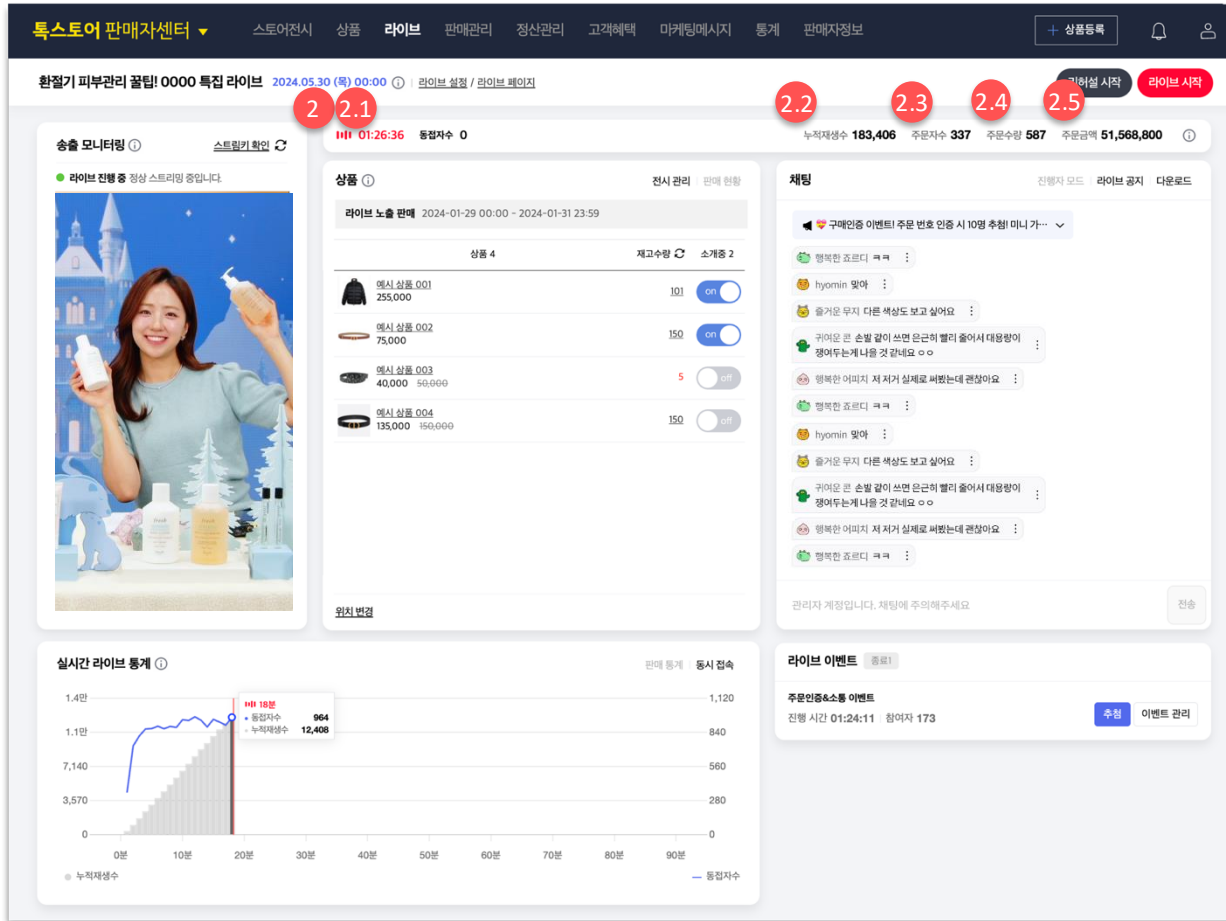 톡스토어 판매자센터 ▼ 스토어전시 상품 라이브 판매관리 정산관리 고객혜택 마케팅메시지 통계 판매자정보 + 상품등록
환절기 피부관리 꿀팁! 0000 특집 라이브 2024.05.30 (목) 00:00 라이브 설정 / 라이브 페이지 시작 라이브 시작
2 2.1 2.2 2.3 2.4 2.5
01:26:36 동접자수 0 누적재생수 183,406 주문자수 337 주문수량 587 주문금액 51,568,800
송출 모니터링 스트림키 확인
라이브 진행 중 정상 스트리밍 중입니다.
상품 전시 관리 판매 현황
라이브 노출 판매 2024-01-29 00:00 - 2024-01-31 23:59
상품 4 재고수량 소개중 2
예시 상품 001
255,000
101 on
예시 상품 002
75,000
150 on
예시 상품 003
40,000 50,000
5 off
예시 상품 004
135,000 150,000
150 off
위치 변경
채팅 진행자 모드 라이브 공지 다운로드
구매인증 이벤트! 주문 번호 인증 시 10명 추첨! 미니 가…
행복한 죠르디 ㅋㅋ
hyomin 맞아
즐거운 무지 다른 색상도 보고 싶어요
귀여운 콘 손발 같이 쓰면 은근히 빨리 줄어서 대용량이
쟁여두는게 나을 것 같네요 ㅇㅇ
행복한 어피치 저 저거 실제로 써봤는데 괜찮아요
행복한 죠르디 ㅋㅋ
hyomin 맞아
즐거운 무지 다른 색상도 보고 싶어요
귀여운 콘 손발 같이 쓰면 은근히 빨리 줄어서 대용량이
쟁여두는게 나을 것 같네요 ㅇㅇ
행복한 어피치 저 저거 실제로 써봤는데 괜찮아요
행복한 죠르디 ㅋㅋ
관리자 계정입니다. 채팅에 주의해주세요 전송
실시간 라이브 통계 판매 통계 동시 접속
1.4만 1,120
1.1만 840
7,140 560
3,570 280
0 0
18분
동접자수 964
누적재생수 12,408
0분 10분 20분 30분 40분 50분 60분 70분 80분 90분
누적재생수 동접자수
라이브 이벤트 종료1
주문인증&소통 이벤트
진행 시간 01:24:11 참여자 173
추첨 이벤트 관리